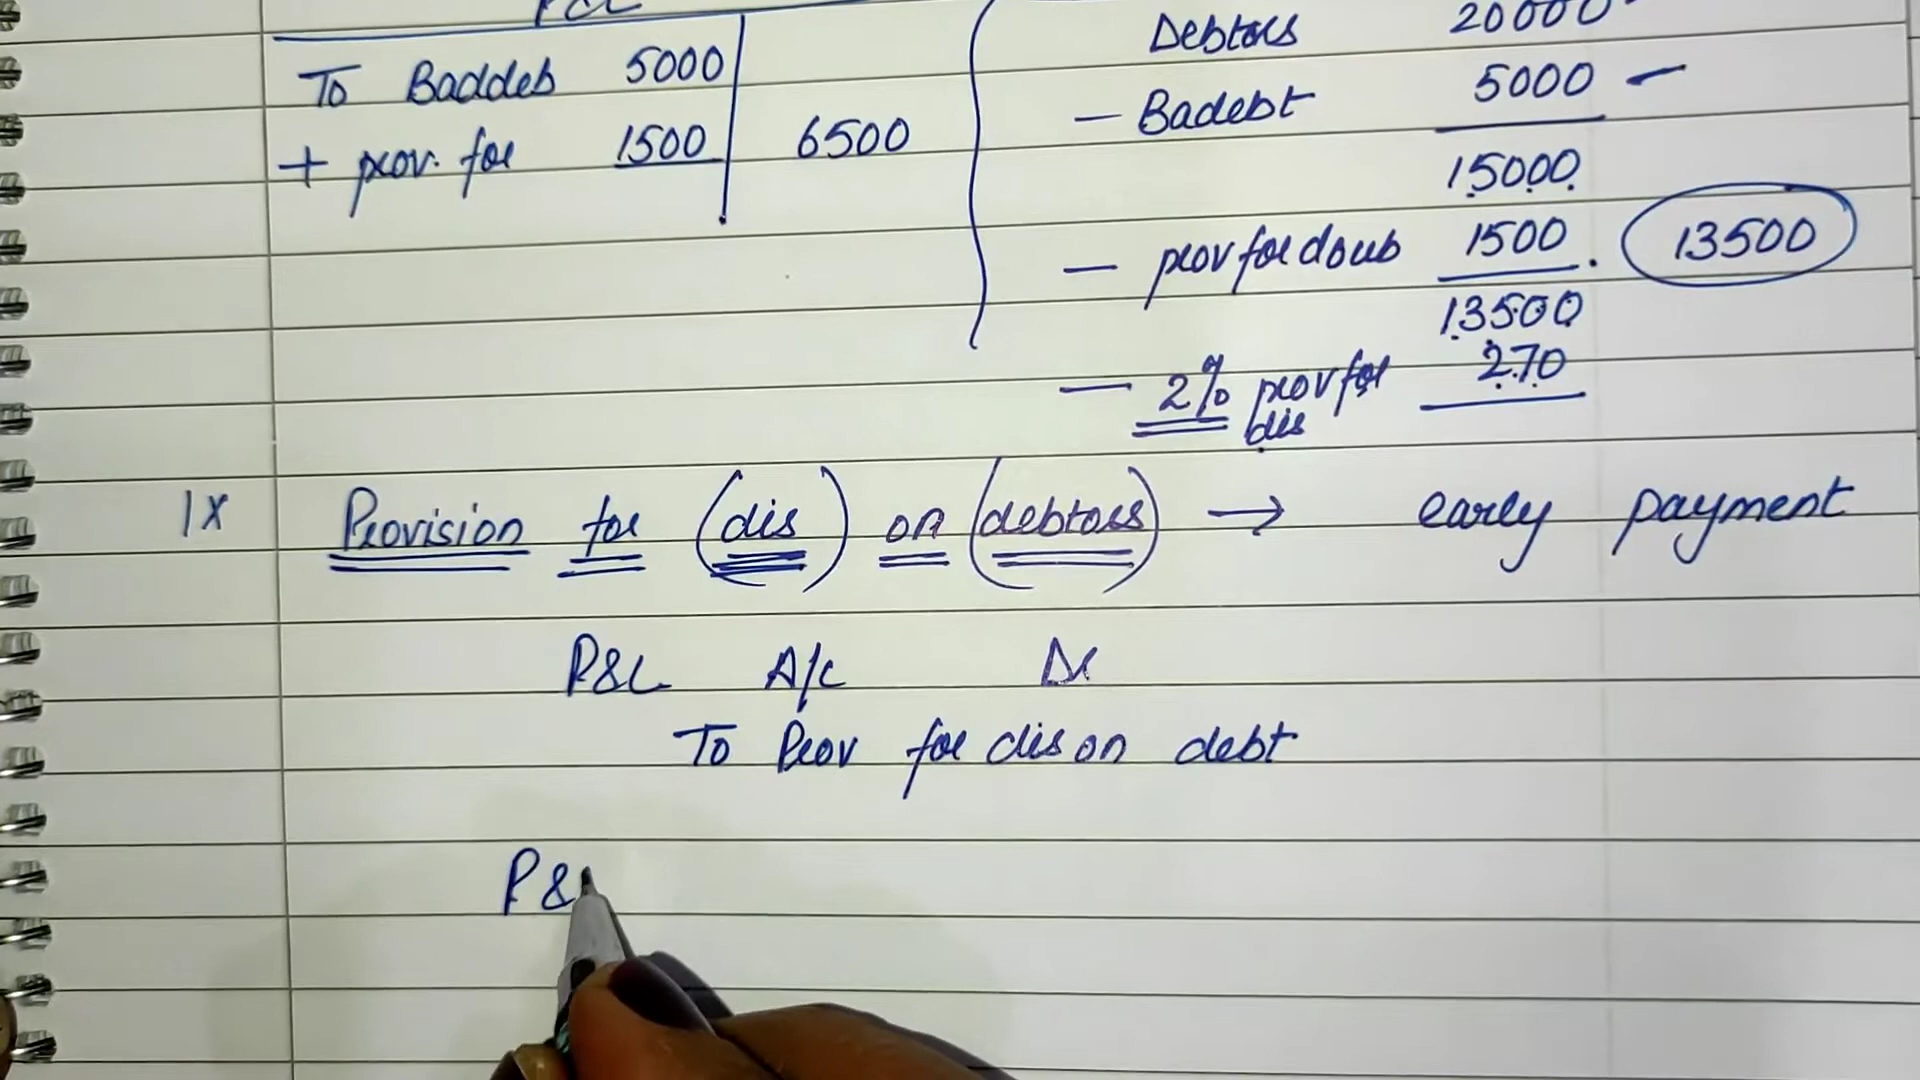 P&L
To Baddeb 5000
+ prov. for 1500 6500
Debtors 20000
— Badebt 5000 —
15000
— prov for doub 1500 . 13500
13500
— 2% prov for 270
dis
IX Provision for (dis) on (debtors) → early payment
P&L A/c Dr
To Prov for dis on debt
P&